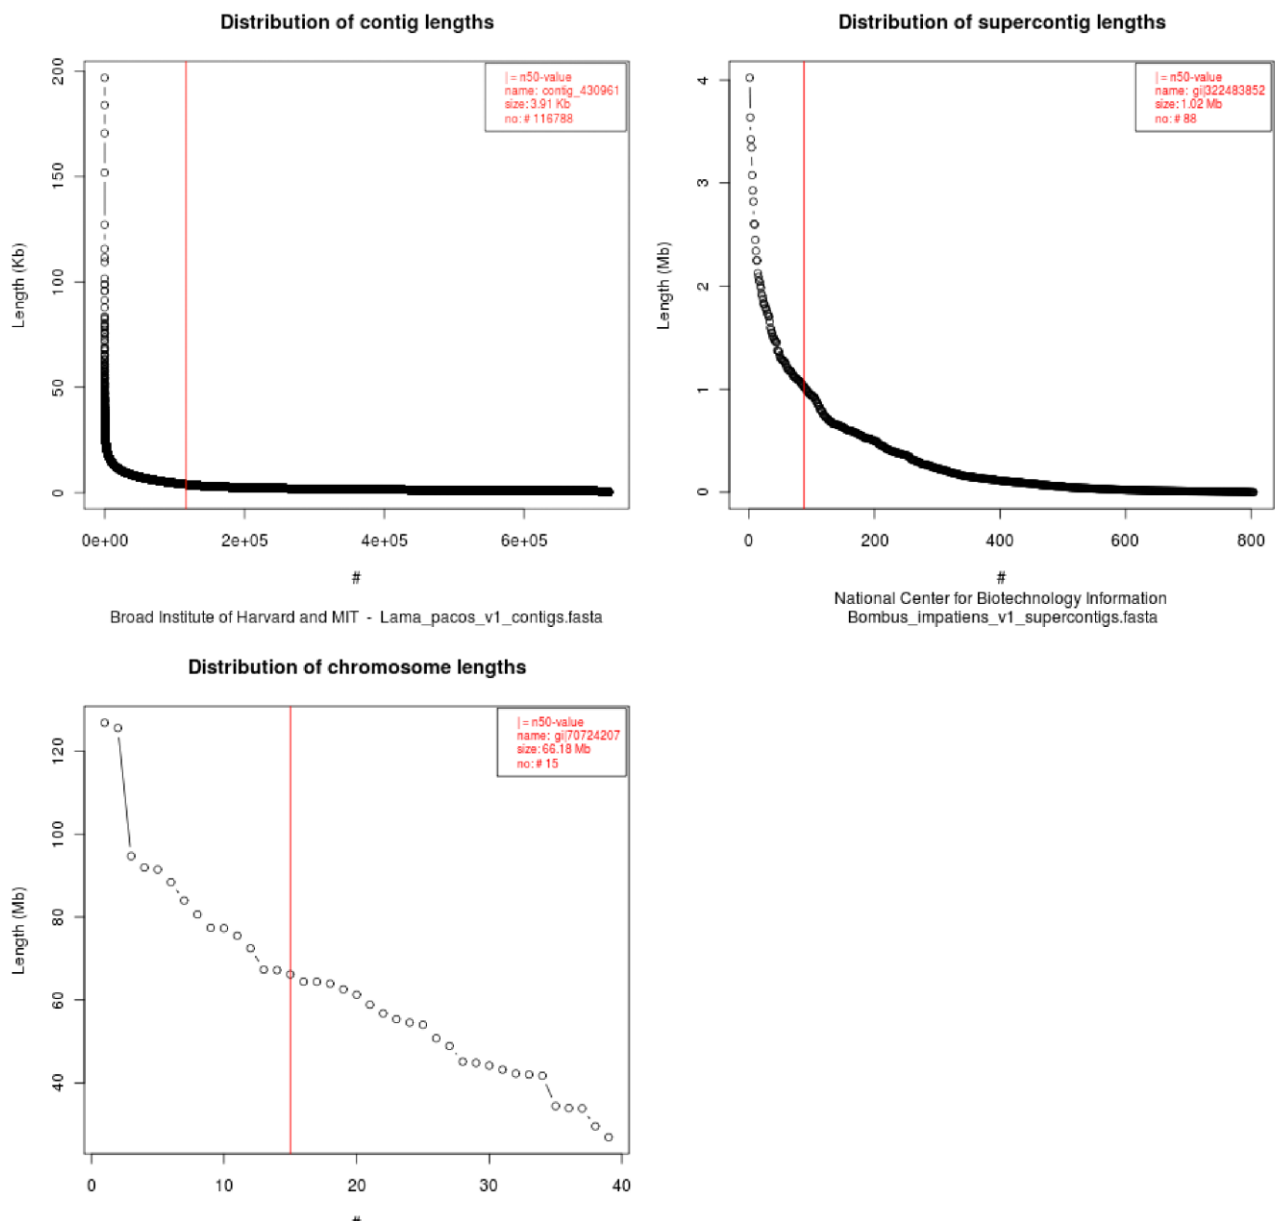 Distribution of contig lengths
200
150
100
50
0
Length (Kb)
| = n50-value
name: contig_430961
size: 3.91 Kb
no: # 116788
0e+00 2e+05 4e+05 6e+05
#
Broad Institute of Harvard and MIT - Lama_pacos_v1_contigs.fasta
Distribution of supercontig lengths
4
3
2
1
0
Length (Mb)
| = n50-value
name: gi|322483852
size: 1.02 Mb
no: # 88
0 200 400 600 800
#
National Center for Biotechnology Information
Bombus_impatiens_v1_supercontigs.fasta
Distribution of chromosome lengths
120
100
80
60
40
Length (Mb)
| = n50-value
name: gi|70724207
size: 66.18 Mb
no: # 15
0 10 20 30 40
#